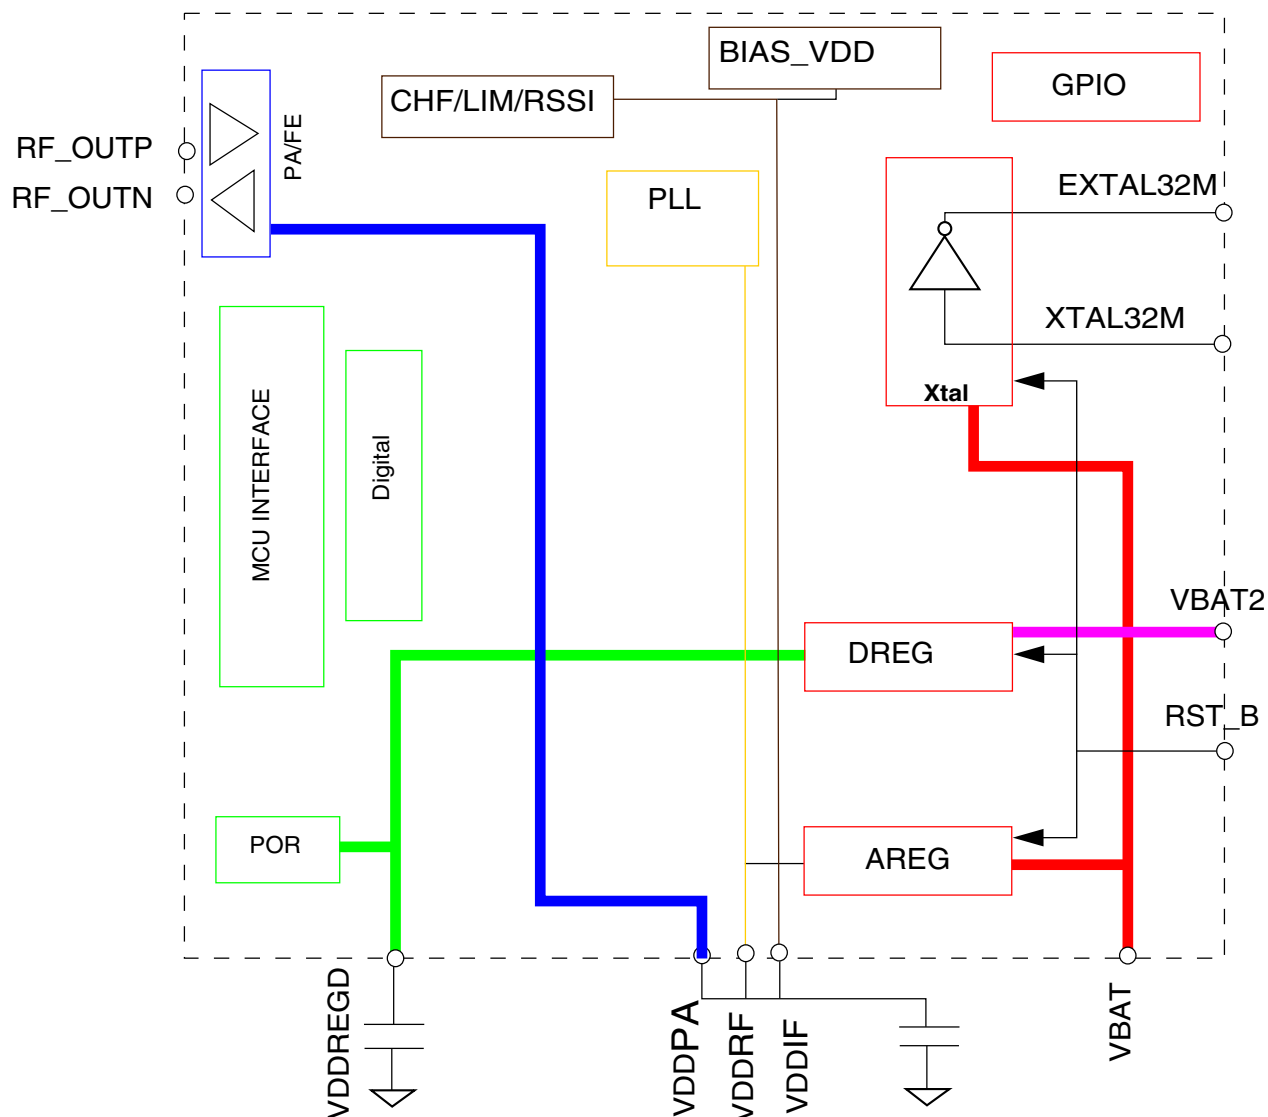 BIAS_VDD
CHF/LIM/RSSI
GPIO
RF_OUTP
RF_OUTN
PA/FE
PLL
EXTAL32M
XTAL32M
Xtal
MCU INTERFACE
Digital
VBAT2
DREG
RST_B
POR
AREG
VDDREGD
VDDPA
VDDRF
VDDIF
VBAT